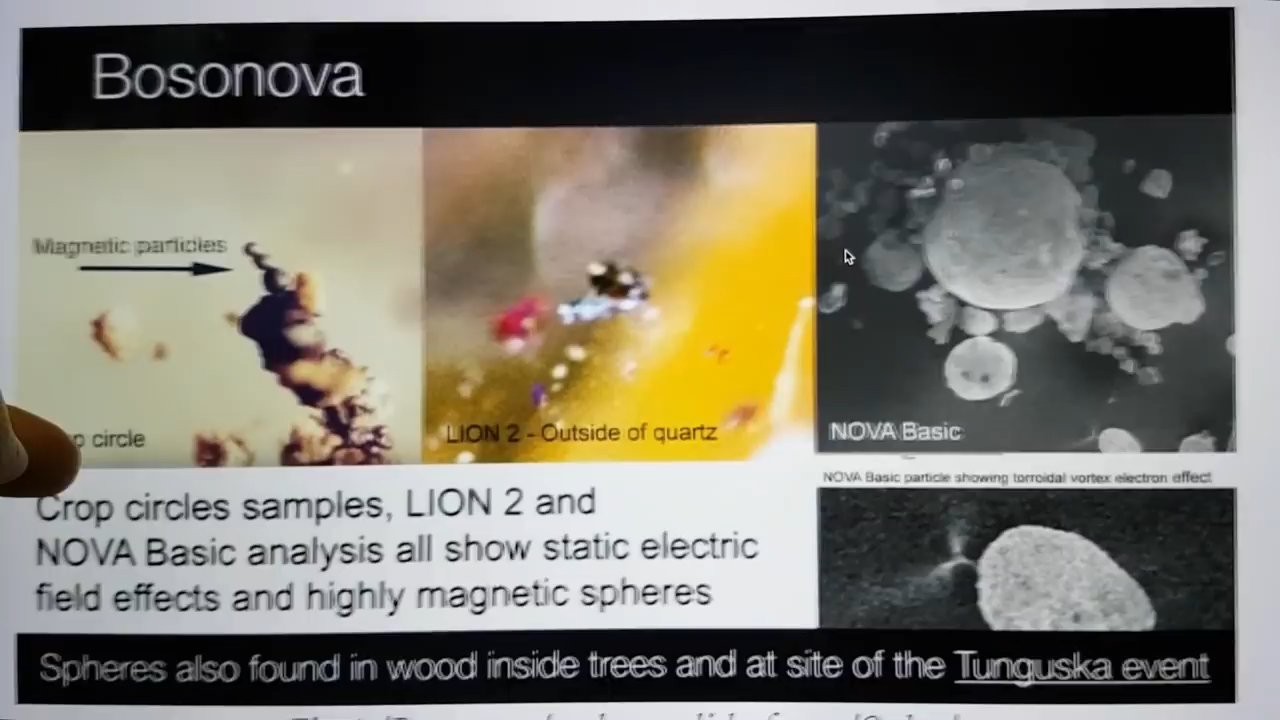 Bosonova
Magnetic particles
p circle
LION 2 - Outside of quartz
NOVA Basic
NOVA Basic particle showing torroidal vortex electron effect
Crop circles samples, LION 2 and
NOVA Basic analysis all show static electric
field effects and highly magnetic spheres
Spheres also found in wood inside trees and at site of the Tunguska event